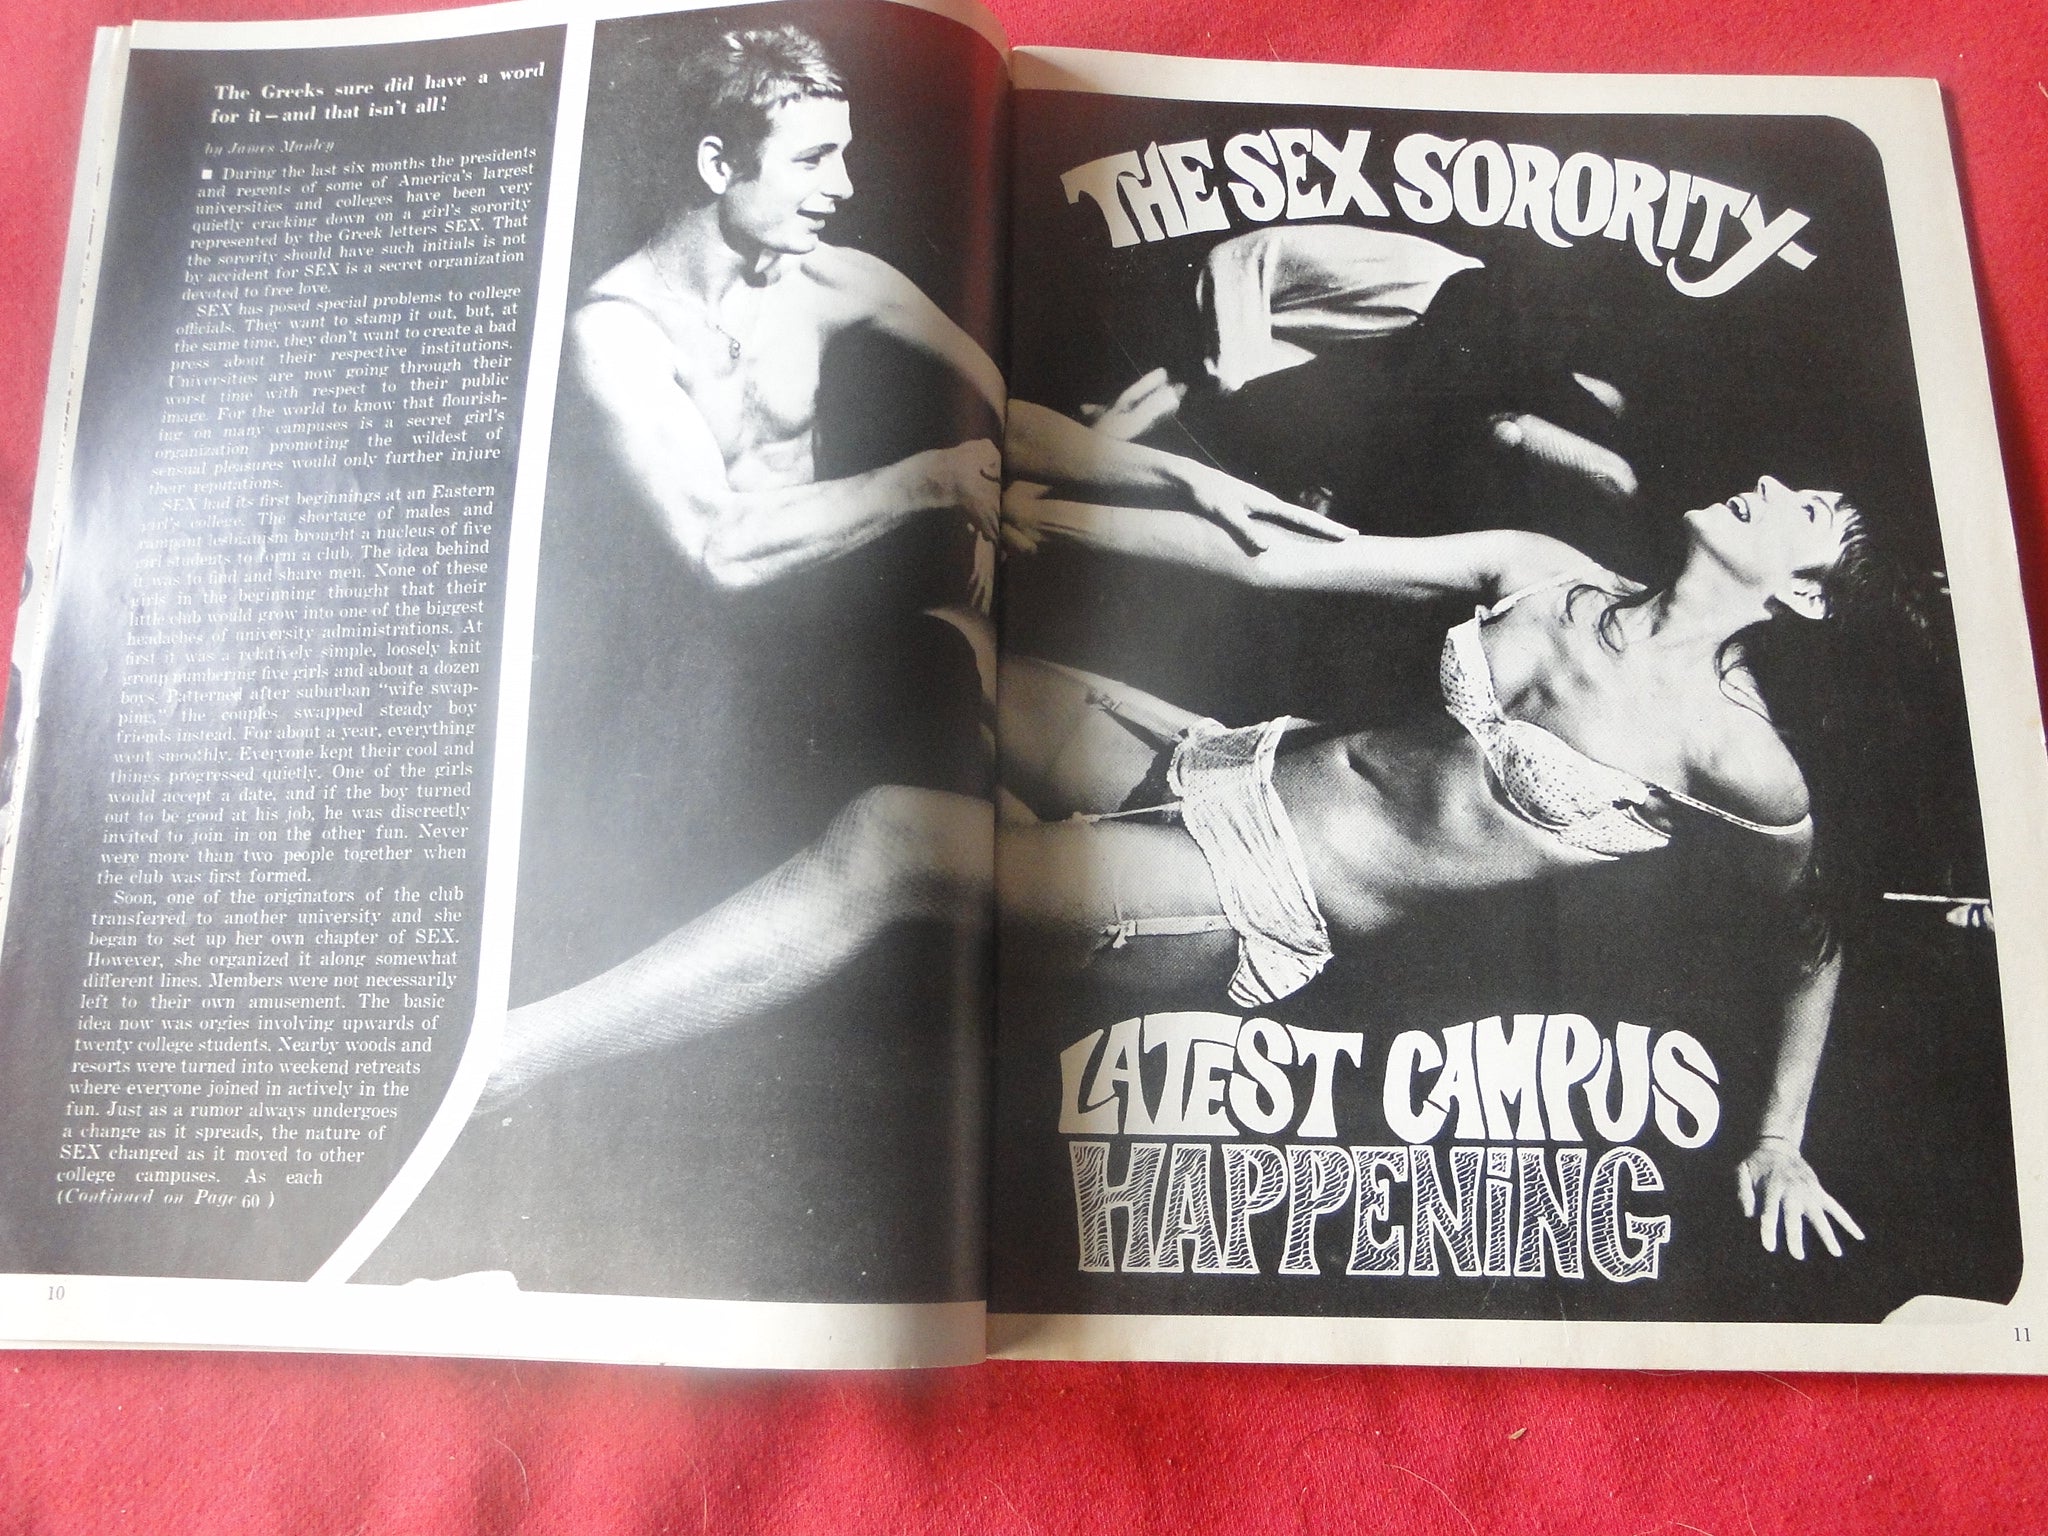 The Greeks sure did have a word
for it—and that isn't all!
by James Manley
■ During the last six months the presidents
and regents of some of America's largest
universities and colleges have been very
quietly cracking down on a girl's sorority
represented by the Greek letters SEX. That
the sorority should have such initials is not
by accident for SEX is a secret organization
devoted to free love.
SEX has posed special problems to college
officials. They want to stamp it out, but, at
the same time, they don't want to create a bad
press about their respective institutions.
Universities are now going through their
worst time with respect to their public
image. For the world to know that flourish-
ing on many campuses is a secret girl's
organization promoting the wildest of
sensual pleasures would only further injure
their reputations.
SEX had its first beginnings at an Eastern
girl's college. The shortage of males and
rampant lesbianism brought a nucleus of five
girl students to form a club. The idea behind
it was to find and share men. None of these
girls in the beginning thought that their
little club would grow into one of the biggest
headaches of university administrations. At
first it was a relatively simple, loosely knit
group numbering five girls and about a dozen
boys. Patterned after suburban "wife swap-
ping," the couples swapped steady boy
friends instead. For about a year, everything
went smoothly. Everyone kept their cool and
things progressed quietly. One of the girls
would accept a date, and if the boy turned
out to be good at his job, he was discreetly
invited to join in on the other fun. Never
were more than two people together when
the club was first formed.
Soon, one of the originators of the club
transferred to another university and she
began to set up her own chapter of SEX.
However, she organized it along somewhat
different lines. Members were not necessarily
left to their own amusement. The basic
idea now was orgies involving upwards of
twenty college students. Nearby woods and
resorts were turned into weekend retreats
where everyone joined in actively in the
fun. Just as a rumor always undergoes
a change as it spreads, the nature of
SEX changed as it moved to other
college campuses. As each
(Continued on Page 60)
10
THE SEX SORORITY-
LATEST CAMPUS
HAPPENING
11